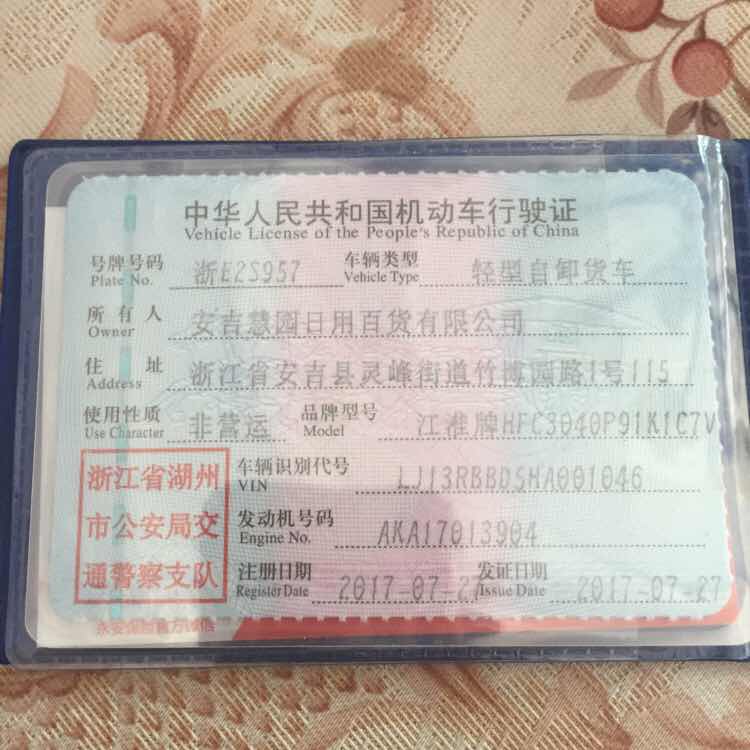 中华人民共和国机动车行驶证
Vehicle License of the People's Republic of China
号牌号码 浙E2S957 车辆类型 轻型自卸货车
Plate No. Vehicle Type
所有人 安吉慧园日用百货有限公司
Owner
住址 浙江省安吉县灵峰街道竹博园路1号115
Address
使用性质 非营运 品牌型号 江淮牌HFC3040P91K1C7V
Use Character Model
浙江省湖州
市公安局交
通警察支队
车辆识别代号 LJ13RBBD5HA001046
VIN
发动机号码 AKA17013904
Engine No.
注册日期 2017-07-27 发证日期 2017-07-27
Register Date Issue Date